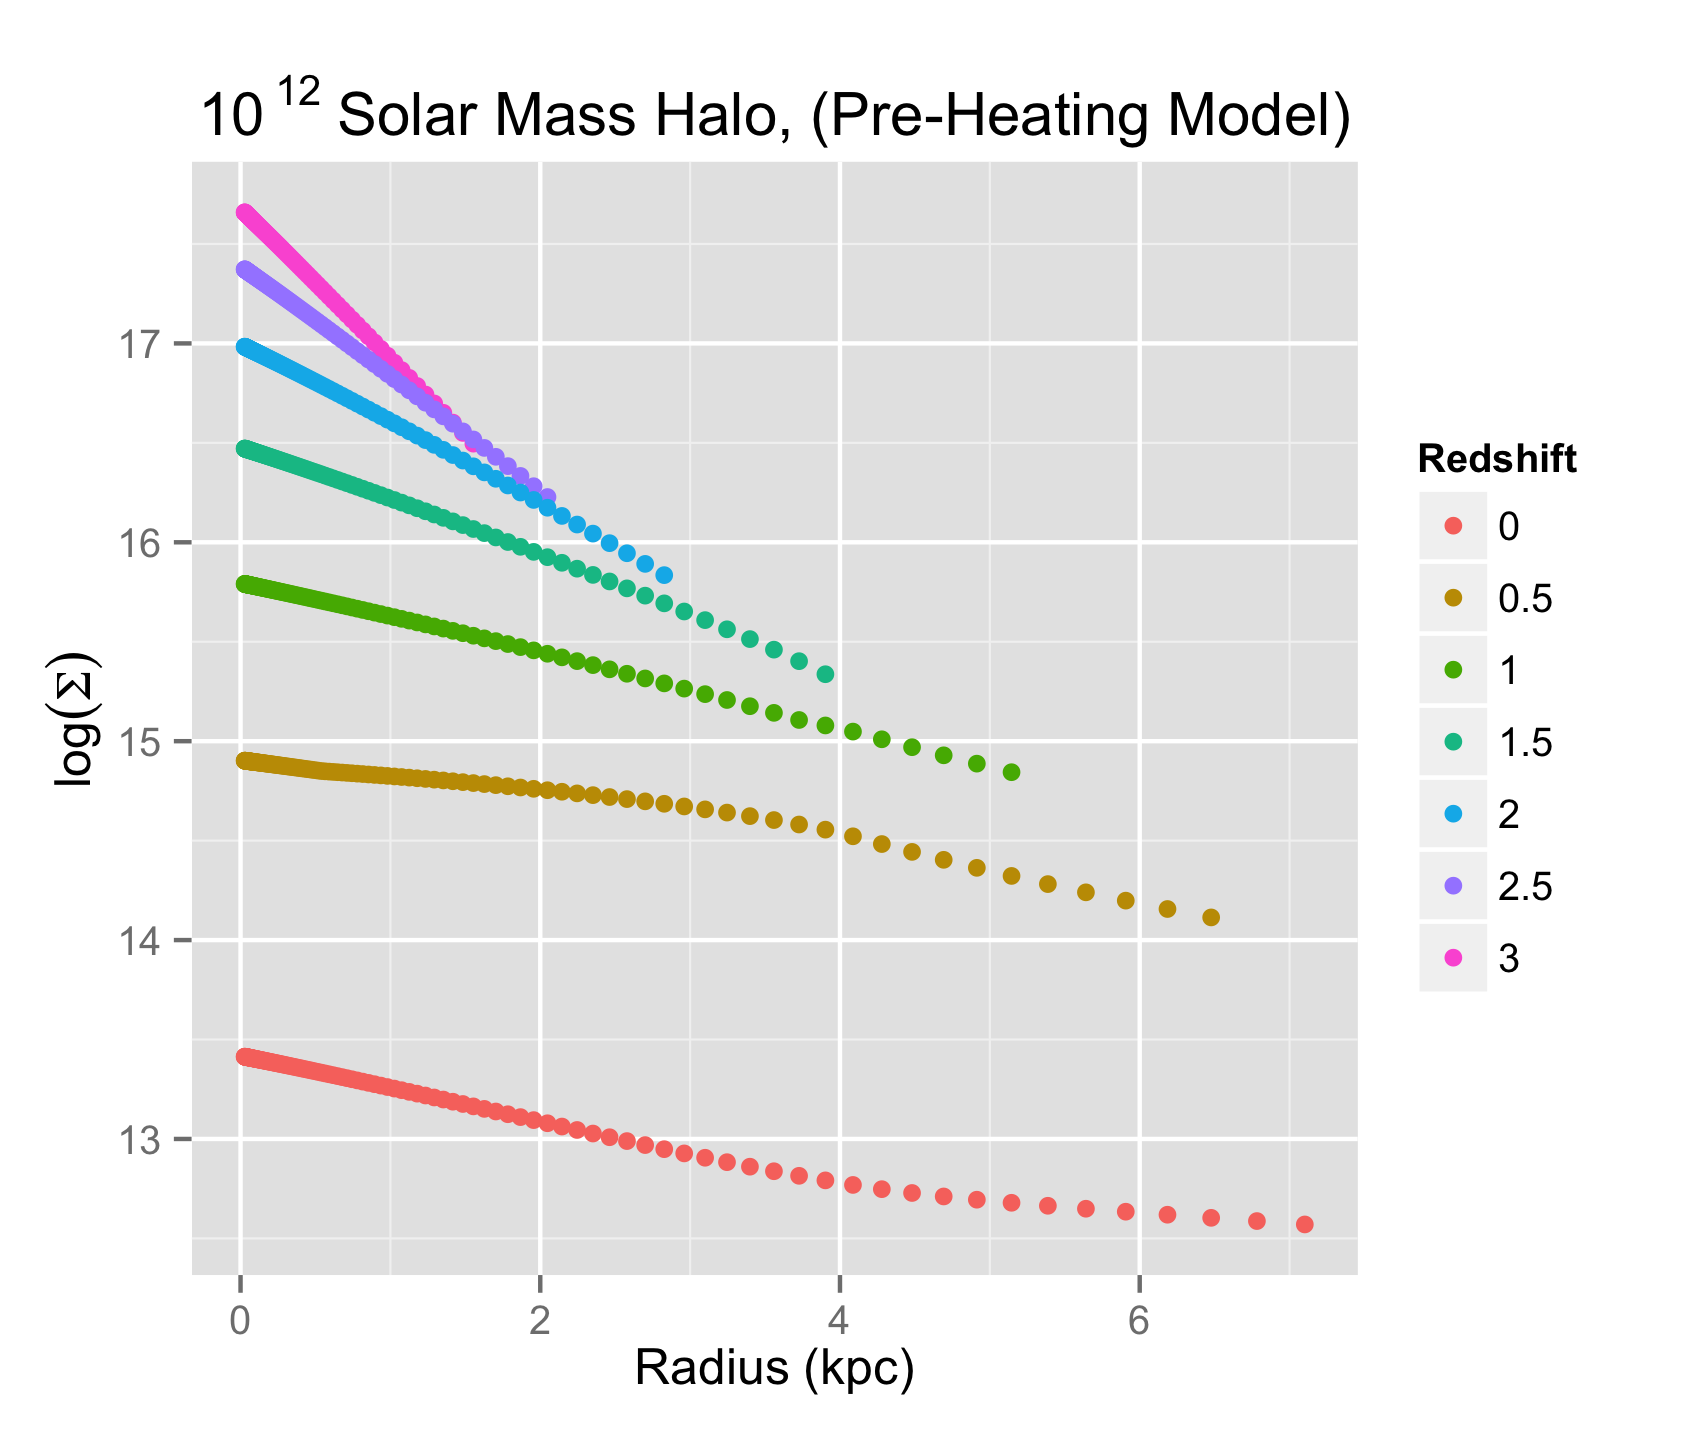 10 12 Solar Mass Halo, (Pre-Heating Model)
17
16
15
14
13
log(Σ)
0 2 4 6
Radius (kpc)
Redshift
0
0.5
1
1.5
2
2.5
3